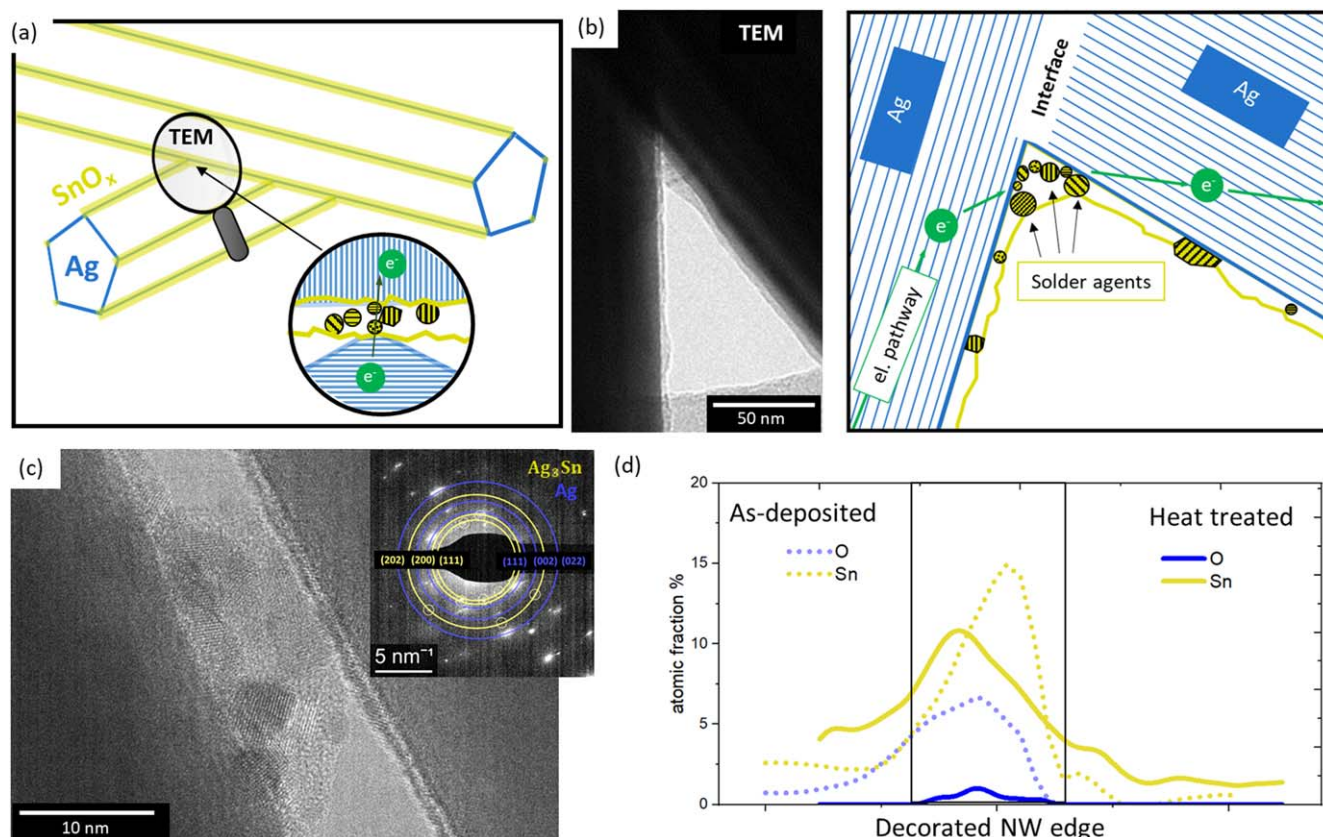 (a)
TEM
SnOₓ
Ag
e⁻
e⁻
(b)
TEM
50 nm
Ag
Interface
Ag
e⁻
e⁻
Solder agents
el. pathway
(c)
Ag₃Sn
Ag
(202) (200) (111) (111) (002) (022)
5 nm⁻¹
10 nm
(d)
20
15
10
5
0
atomic fraction %
As-deposited
O
Sn
Heat treated
O
Sn
Decorated NW edge